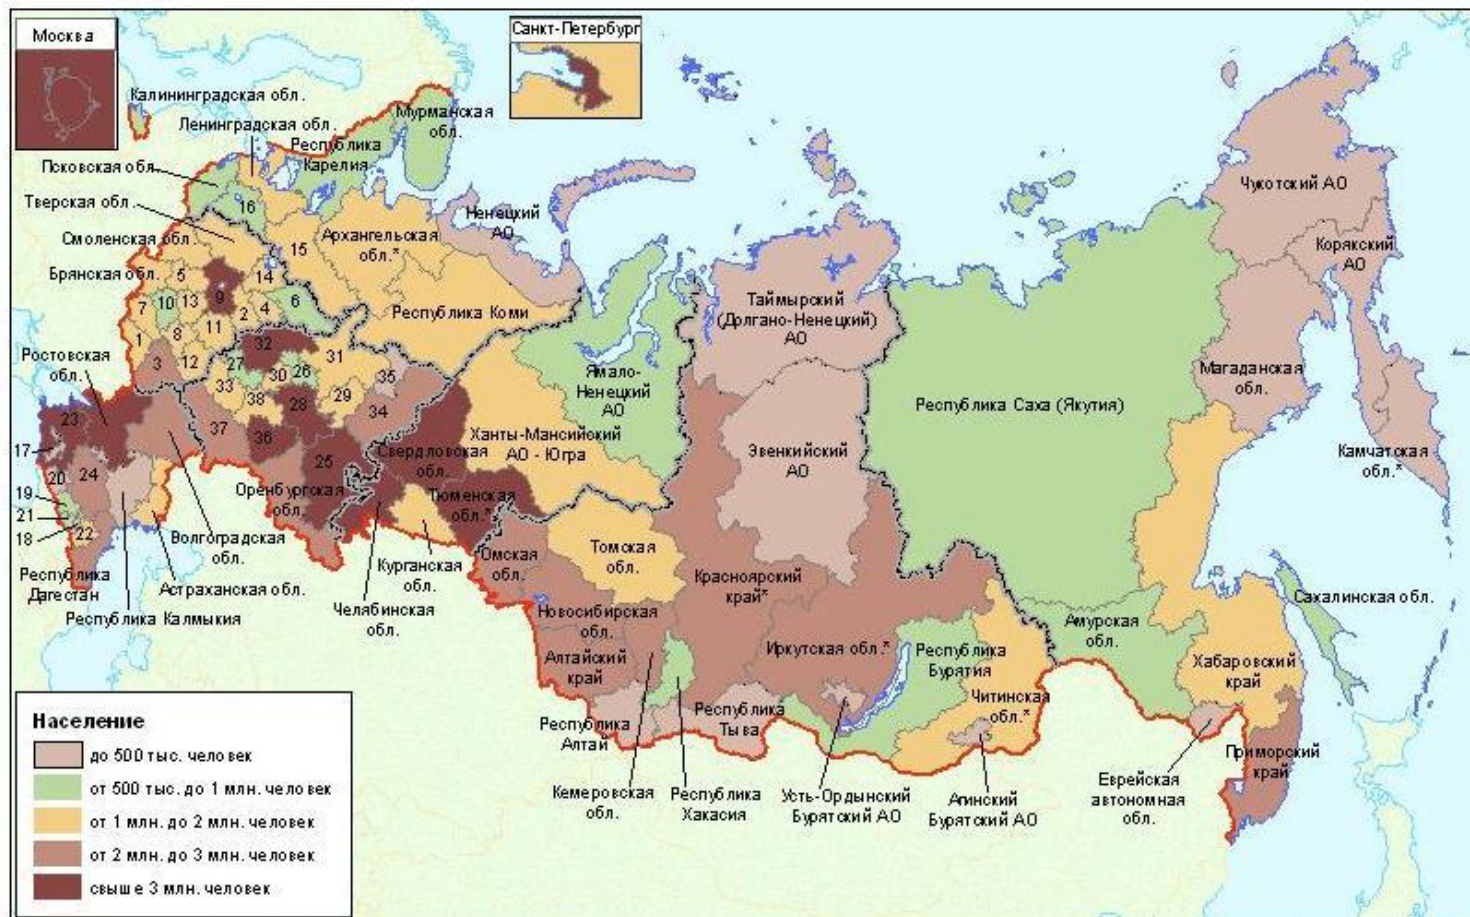 Москва
Санкт-Петербург
Калининградская обл.
Ленинградская обл.
Мурманская
обл.
Республика
Карелия
Псковская обл.
Тверская обл.
Смоленская обл.
Брянская обл.
Ненецкий
АО
Архангельская
обл.*
Республика Коми
Чукотский АО
Корякский
АО
Таймырский
(Долгано-Ненецкий)
АО
Ямало-
Ненецкий
АО
Магаданская
обл.
Республика Саха (Якутия)
Камчатская
обл.*
Ростовская
обл.
Ханты-Мансийский
АО - Югра
Эвенкийский
АО
Свердловская
обл.
Тюменская
обл.*
Оренбургская
обл.
Волгоградская
обл.
Астраханская обл.
Республика
Дагестан
Республика Калмыкия
Челябинская
обл.
Курганская
обл.
Омская
обл.
Томская
обл.
Новосибирская
обл.
Красноярский
край*
Алтайский
край
Иркутская обл.*
Республика
Бурятия
Читинская
обл.*
Амурская
обл.
Сахалинская обл.
Хабаровский
край
Приморский
край
Республика
Алтай
Республика
Тыва
Кемеровская
обл.
Республика
Хакасия
Усть-Ордынский
Бурятский АО
Агинский
Бурятский АО
Еврейская
автономная
обл.
16
15
5
14
7
10
13
9
6
2
4
1
8
11
12
3
32
31
27
30
26
35
33
38
29
34
28
23
37
36
25
17
20
24
19
21
18
22
Население
до 500 тыс. человек
от 500 тыс. до 1 млн. человек
от 1 млн. до 2 млн. человек
от 2 млн. до 3 млн. человек
свыше 3 млн. человек